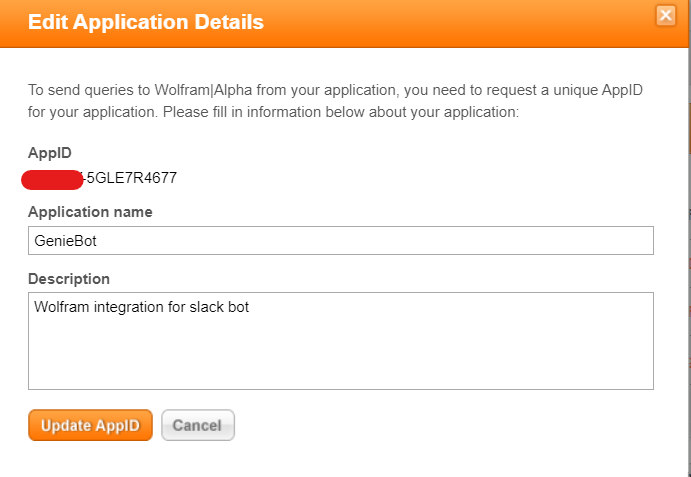 Edit Application Details
To send queries to Wolfram|Alpha from your application, you need to request a unique AppID
for your application. Please fill in information below about your application:
AppID
-5GLE7R4677
Application name
GenieBot
Description
Wolfram integration for slack bot
Update AppID
Cancel